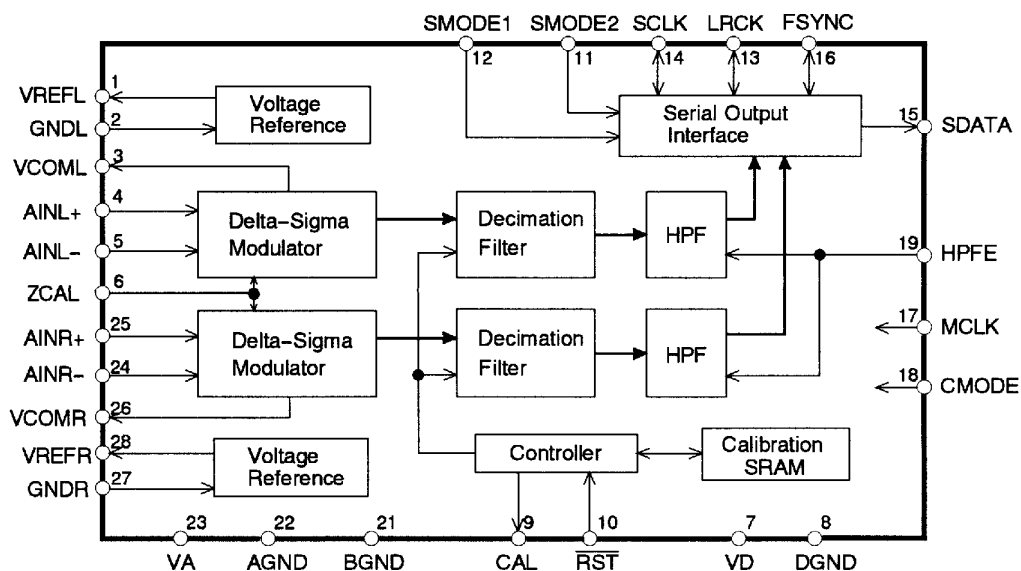 SMODE1 SMODE2 SCLK LRCK FSYNC
12 11 14 13 16
VREFL 1
GNDL 2
Voltage
Reference
VCOML 3
Serial Output
Interface
15 SDATA
AINL+ 4
AINL− 5
Delta−Sigma
Modulator
Decimation
Filter
HPF
19 HPFE
ZCAL 6
AINR+ 25
AINR− 24
Delta−Sigma
Modulator
Decimation
Filter
HPF
17 MCLK
18 CMODE
VCOMR 26
VREFR 28
GNDR 27
Voltage
Reference
Controller
Calibration
SRAM
23 22 21 9 10 7 8
VA AGND BGND CAL RST VD DGND